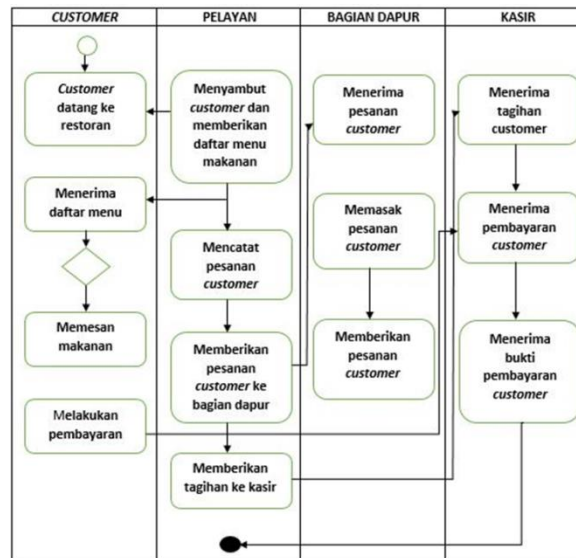 CUSTOMER
PELAYAN
BAGIAN DAPUR
KASIR
Customer
datang ke
restoran
Menerima
daftar menu
Memesan
makanan
Melakukan
pembayaran
Menyambut
customer dan
memberikan
daftar menu
makanan
Mencatat
pesanan
customer
Memberikan
pesanan
customer ke
bagian dapur
Memberikan
tagihan ke kasir
Menerima
pesanan
customer
Memasak
pesanan
customer
Memberikan
pesanan
customer
Menerima
tagihan
customer
Menerima
pembayaran
customer
Menerima
bukti
pembayaran
customer